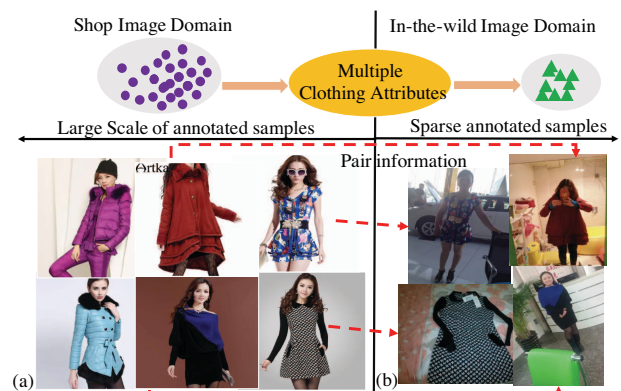 Shop Image Domain
In-the-wild Image Domain
Multiple
Clothing Attributes
Large Scale of annotated samples
Sparse annotated samples
Pair information
Artka
(a)
(b)